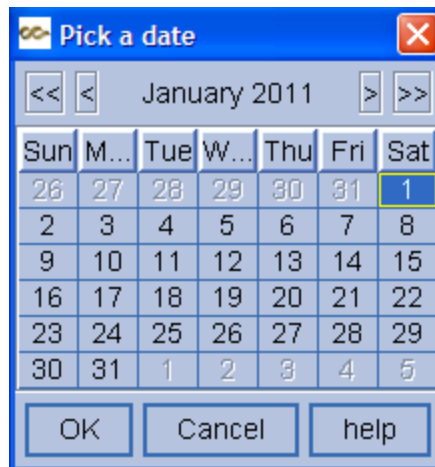 Pick a date
<< < January 2011 > >>
Sun M... Tue W... Thu Fri Sat
26 27 28 29 30 31 1
2 3 4 5 6 7 8
9 10 11 12 13 14 15
16 17 18 19 20 21 22
23 24 25 26 27 28 29
30 31 1 2 3 4 5
OK Cancel help